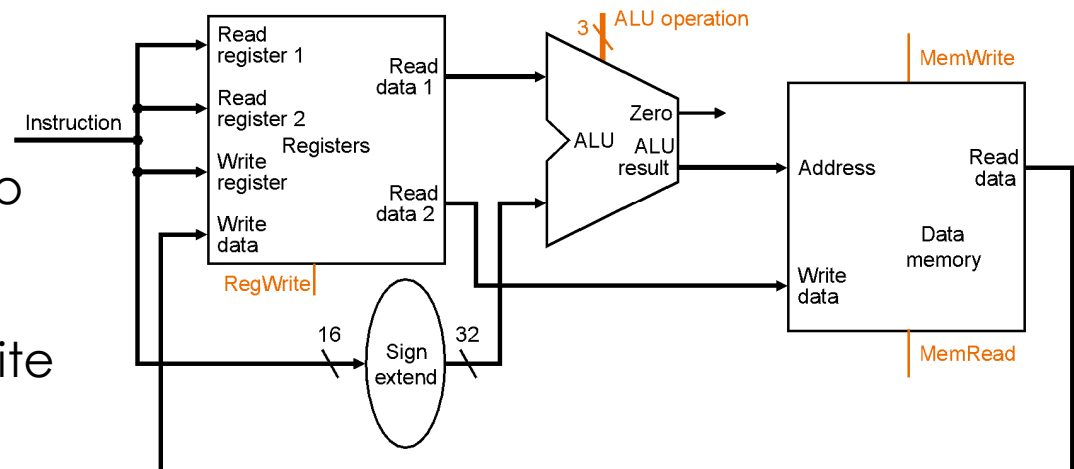 Instruction
o
ite
Read
register 1
Read
register 2
Registers
Write
register
Write
data
Read
data 1
Read
data 2
RegWrite
16
Sign
extend
32
3
ALU operation
Zero
ALU
ALU
result
MemWrite
Address
Read
data
Data
memory
Write
data
MemRead